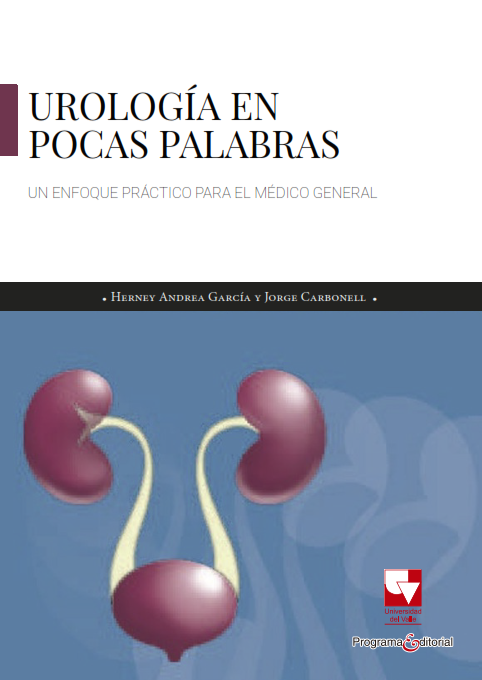 UROLOGÍA EN
POCAS PALABRAS
UN ENFOQUE PRÁCTICO PARA EL MÉDICO GENERAL
• HERNEY ANDREA GARCÍA Y JORGE CARBONELL •
Universidad
del Valle
Programa Editorial